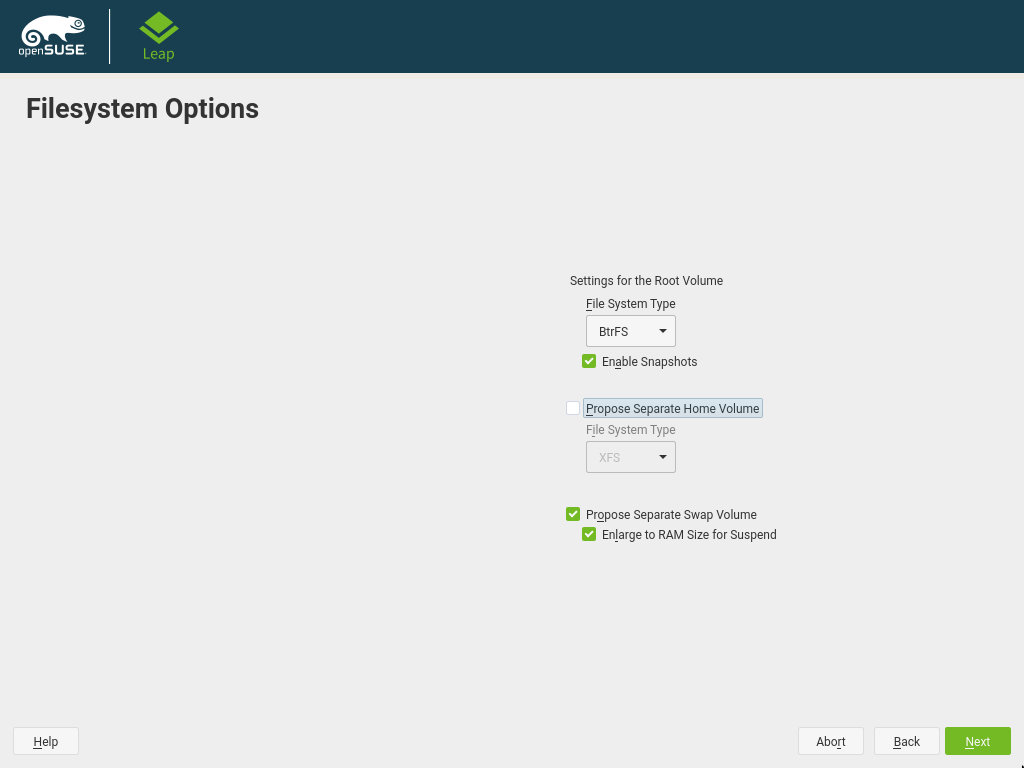 openSUSE
Leap
Filesystem Options
Settings for the Root Volume
File System Type
BtrFS
Enable Snapshots
Propose Separate Home Volume
File System Type
XFS
Propose Separate Swap Volume
Enlarge to RAM Size for Suspend
Help
Abort
Back
Next